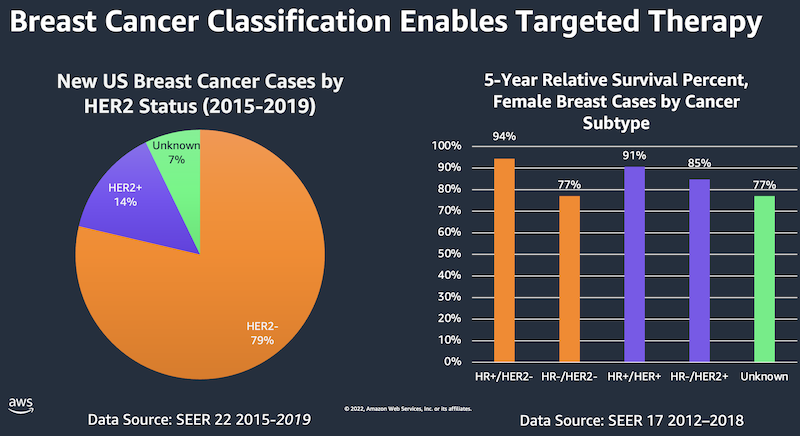 Breast Cancer Classification Enables Targeted Therapy
New US Breast Cancer Cases by
HER2 Status (2015-2019)
Unknown
7%
HER2+
14%
HER2-
79%
Data Source: SEER 22 2015-2019
5-Year Relative Survival Percent,
Female Breast Cases by Cancer
Subtype
94%
77%
91%
85%
77%
100%
90%
80%
70%
60%
50%
40%
30%
20%
10%
0%
HR+/HER2- HR-/HER2- HR+/HER+ HR-/HER2+ Unknown
Data Source: SEER 17 2012–2018
aws
© 2022, Amazon Web Services, Inc. or its affiliates.